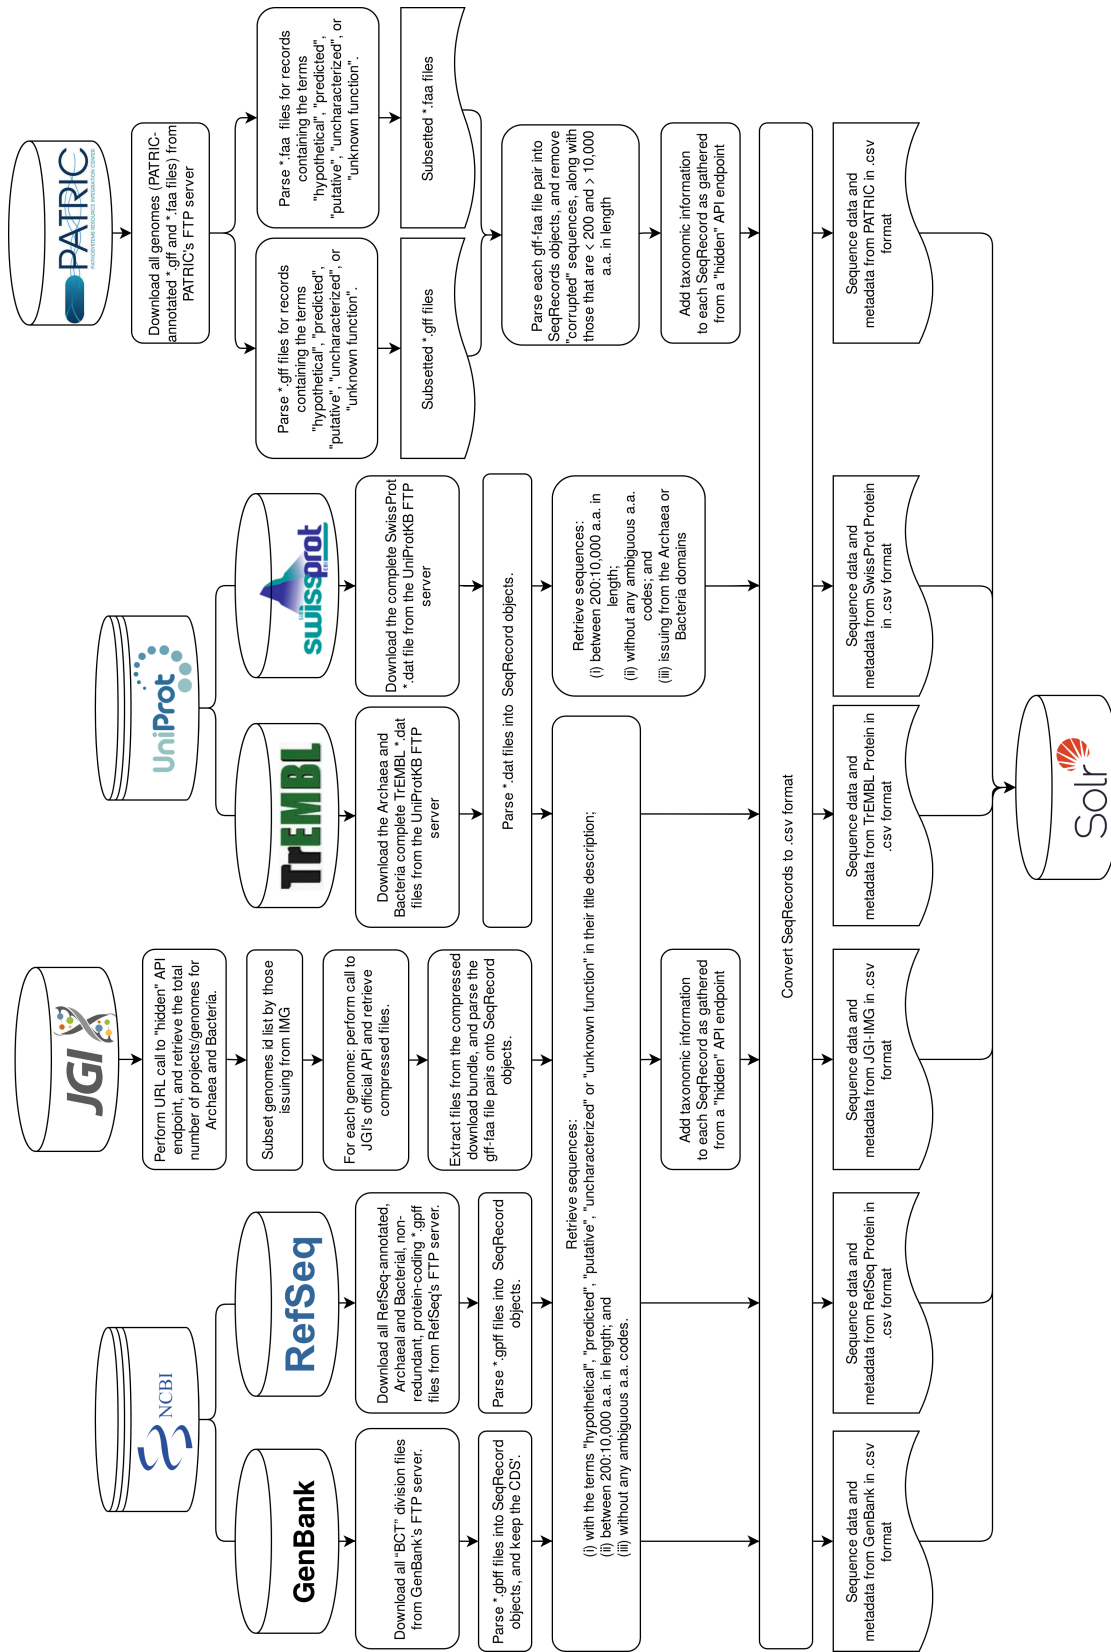 NCBI
GenBank
Download all "BCT" division files
from GenBank's FTP server.
Parse *.gbff files into SeqRecord
objects, and keep the CDS'.
RefSeq
Download all RefSeq-annotated,
Archaeal and Bacterial, non-
redundant, protein-coding *.gpff
files from RefSeq's FTP server.
Parse *.gpff files into SeqRecord
objects.
JGI
Perform URL call to "hidden" API
endpoint, and retrieve the total
number of projects/genomes for
Archaea and Bacteria.
Subset genomes id list by those
issuing from IMG
For each genome: perform call to
JGI's official API and retrieve
compressed files.
Extract files from the compressed
download bundle, and parse the
gff-faa file pairs onto SeqRecord
objects.
UniProt
TrEMBL
Download the Archaea and
Bacteria complete TrEMBL *.dat
files from the UniProtKB FTP
server
swissprot
Download the complete SwissProt
*.dat file from the UniProtKB FTP
server
Parse *.dat files into SeqRecord objects.
Retrieve sequences:
(i) with the terms "hypothetical", "predicted", "putative", "uncharacterized" or "unknown function" in their title description;
(ii) between 200:10,000 a.a. in length; and
(iii) without any ambiguous a.a. codes.
Retrieve sequences:
(i) between 200:10,000 a.a. in
length;
(ii) without any ambiguous a.a.
codes; and
(iii) issuing from the Archaea or
Bacteria domains
PATRIC
PATHOSYSTEMS RESOURCE INTEGRATION CENTER
Download all genomes (PATRIC-
annotated *.gff and *.faa files) from
PATRIC's FTP server
Parse *.gff files for records
containing the terms
"hypothetical", "predicted",
"putative", "uncharacterized", or
"unknown function".
Subsetted *.gff files
Parse *.faa files for records
containing the terms
"hypothetical", "predicted",
"putative", "uncharacterized", or
"unknown function".
Subsetted *.faa files
Parse each gff-faa file pair into
SeqRecords objects, and remove
"corrupted" sequences, along with
those that are < 200 and > 10,000
a.a. in length
Add taxonomic information
to each SeqRecord as gathered
from a "hidden" API endpoint
Add taxonomic information
to each SeqRecord as gathered
from a "hidden" API endpoint
Convert SeqRecords to .csv format
Sequence data and
metadata from GenBank in .csv
format
Sequence data and
metadata from RefSeq Protein in
.csv format
Sequence data and
metadata from JGI-IMG in .csv
format
Sequence data and
metadata from TrEMBL Protein in
.csv format
Sequence data and
metadata from SwissProt Protein
in .csv format
Sequence data and
metadata from PATRIC in .csv
format
Solr